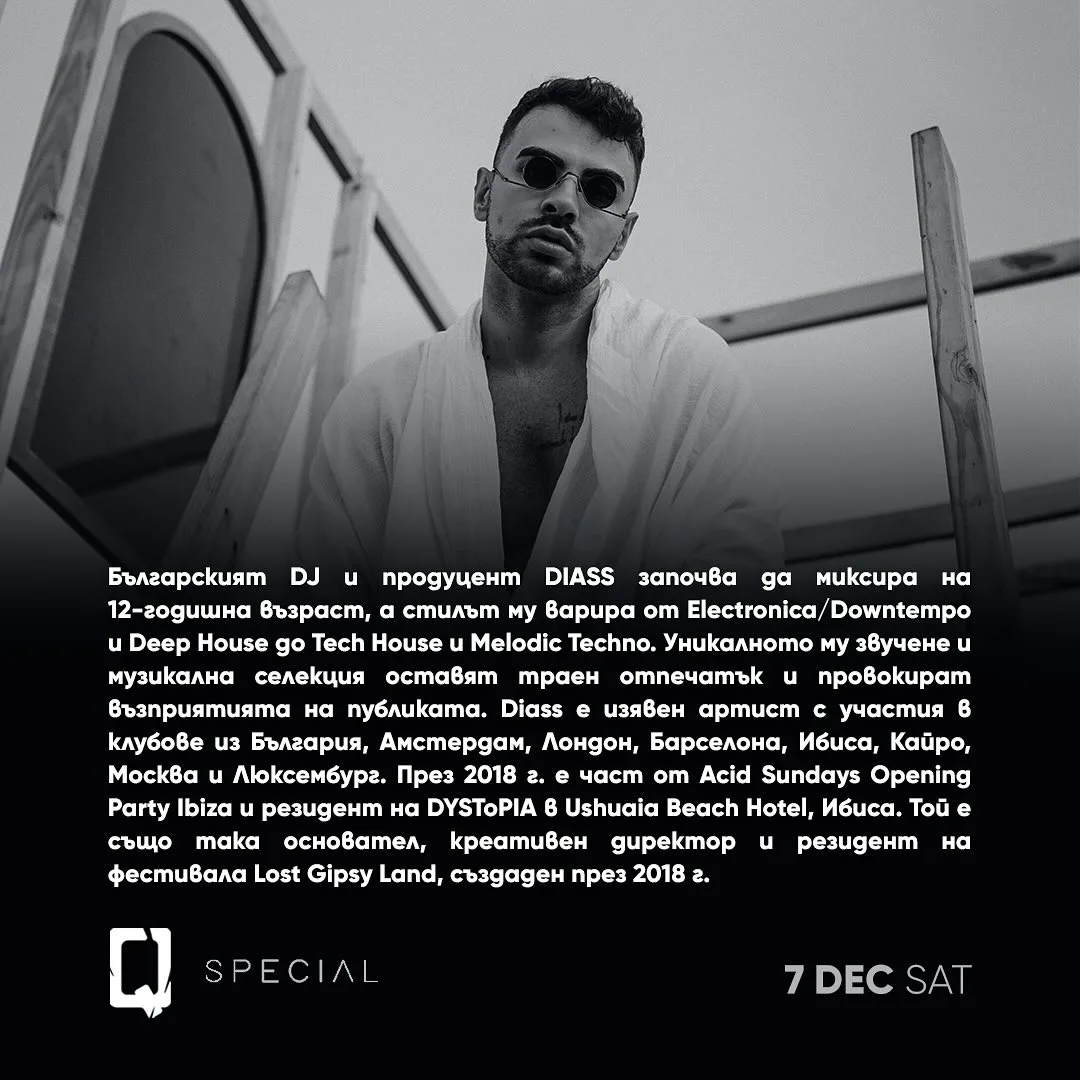 Българският DJ и продуцент DIASS започва да миксира на
12-годишна възраст, а стилът му варира от Electronica/Downtempo
и Deep House до Tech House и Melodic Techno. Уникалното му звучене и
музикална селекция оставят траен отпечатък и провокират
възприятията на публиката. Diass е изявен артист с участия в
клубове из България, Амстердам, Лондон, Барселона, Ибиса, Кайро,
Москва и Люксембург. През 2018 г. е част от Acid Sundays Opening
Party Ibiza и резидент на DYSToPIA в Ushuaia Beach Hotel, Ибиса. Той е
също така основател, креативен директор и резидент на
фестивала Lost Gipsy Land, създаден през 2018 г.
Q SPECIAL
7 DEC SAT